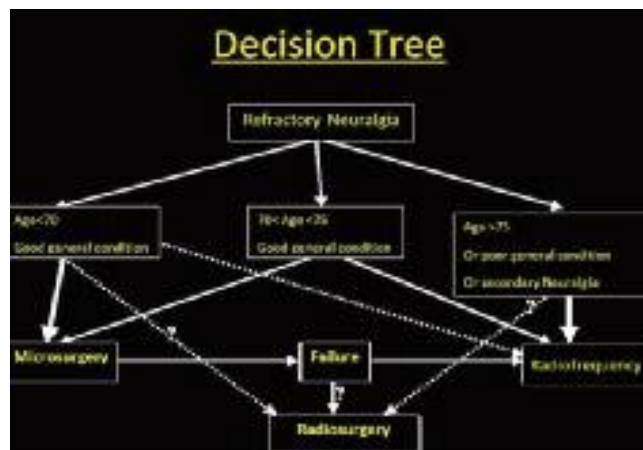 Decision Tree
Refractory Neuralgia
Age<70
Good general condition
70< Age <75
Good general condition
Age >75
Or poor general condition
Or secondary Neuralgia
?
?
Microsurgery
Failure
Radiofrequency
?
Radiosurgery